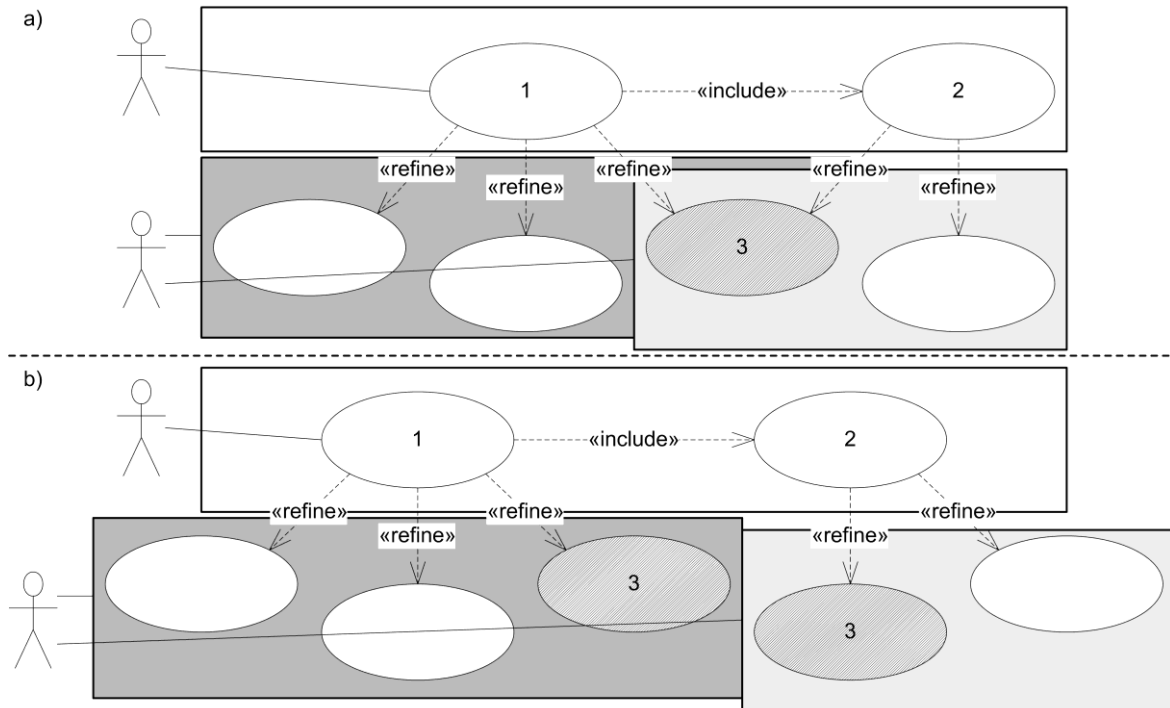 a)
1
«include»
2
«refine»
«refine»
«refine»
«refine»
«refine»
3
b)
1
«include»
2
«refine»
«refine»
«refine»
«refine»
«refine»
3
3